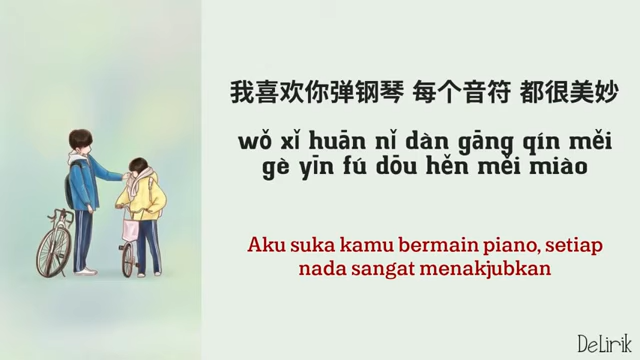 我喜欢你弹钢琴 每个音符 都很美妙
wǒ xǐ huān nǐ dàn gāng qín měi
gè yīn fú dōu hěn měi miào
Aku suka kamu bermain piano, setiap
nada sangat menakjubkan
DeLirik